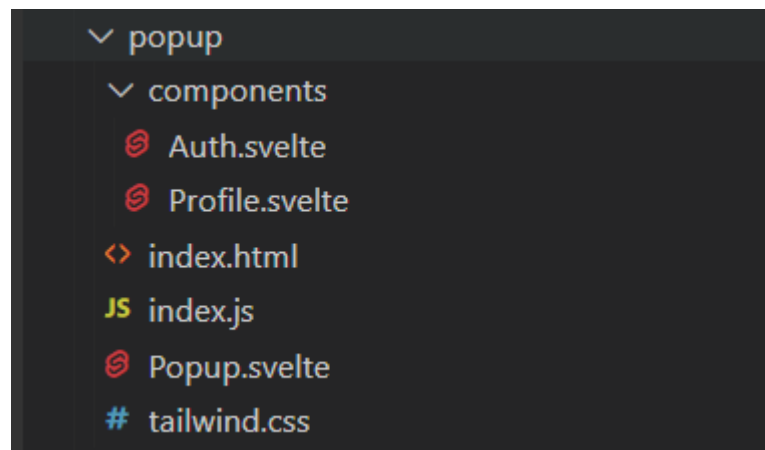 popup
components
Auth.svelte
Profile.svelte
<> index.html
JS index.js
Popup.svelte
# tailwind.css